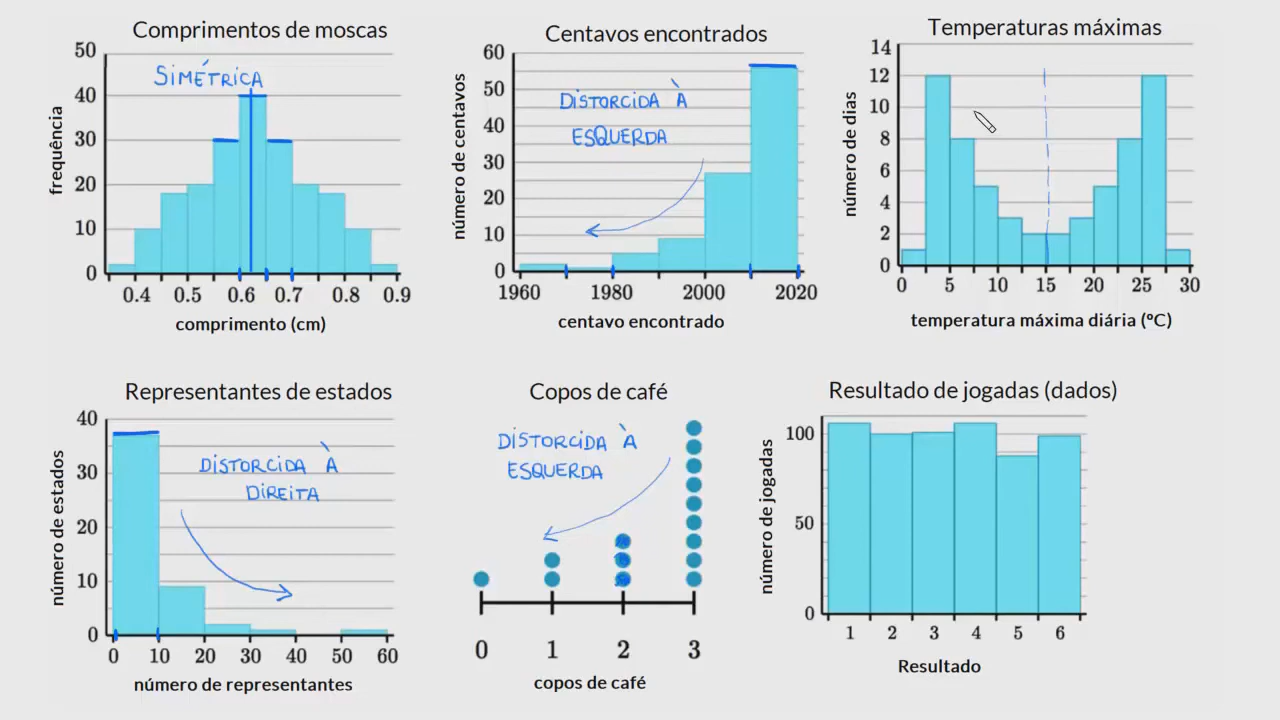 Comprimentos de moscas
50
40
30
20
10
0
frequência
SIMÉTRICA
0.4 0.5 0.6 0.7 0.8 0.9
comprimento (cm)
Centavos encontrados
60
50
40
30
20
10
0
número de centavos
DISTORCIDA À
ESQUERDA
1960 1980 2000 2020
centavo encontrado
Temperaturas máximas
14
12
10
8
6
4
2
0
número de dias
0 5 10 15 20 25 30
temperatura máxima diária (ºC)
Representantes de estados
40
30
20
10
0
número de estados
DISTORCIDA À
DIREITA
0 10 20 30 40 50 60
número de representantes
Copos de café
DISTORCIDA À
ESQUERDA
0 1 2 3
copos de café
Resultado de jogadas (dados)
100
50
0
número de jogadas
1 2 3 4 5 6
Resultado